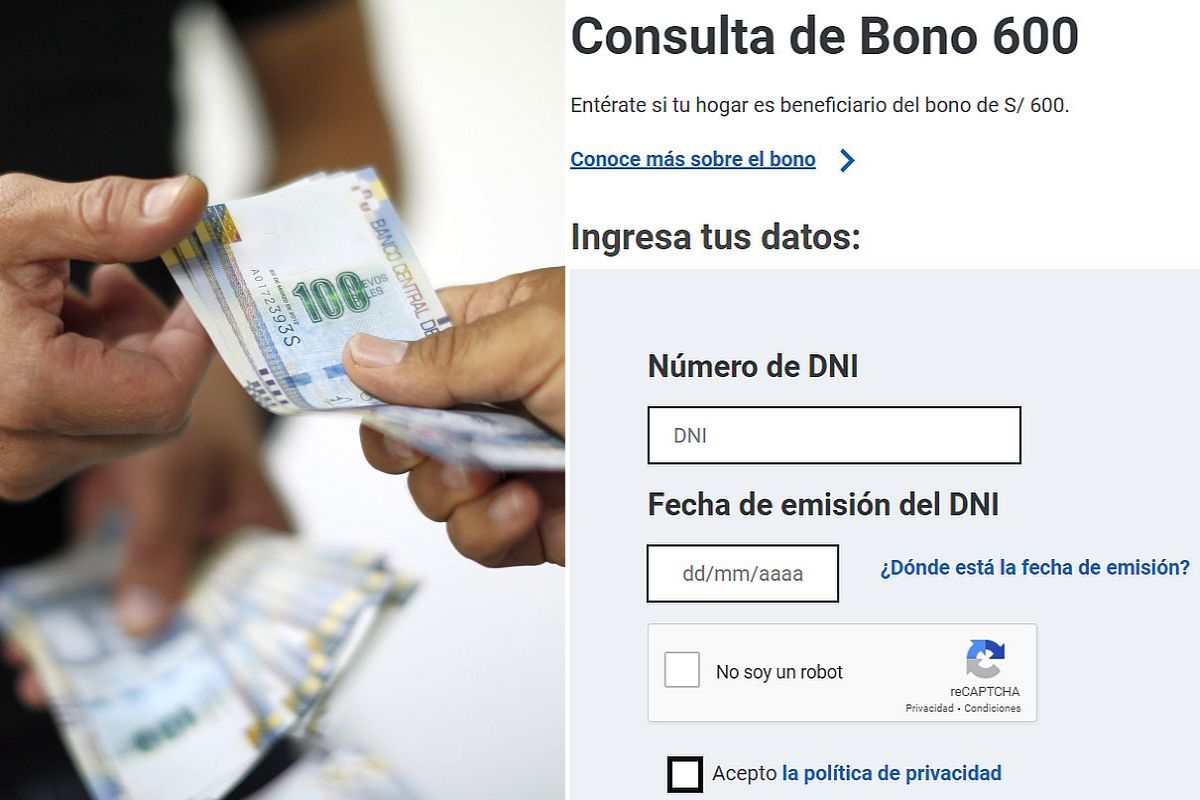 BANCO CENTRAL DE
100
EVOS
LES
A0172393S
Consulta de Bono 600
Entérate si tu hogar es beneficiario del bono de S/ 600.
Conoce más sobre el bono
Ingresa tus datos:
Número de DNI
DNI
Fecha de emisión del DNI
dd/mm/aaaa
¿Dónde está la fecha de emisión?
No soy un robot
reCAPTCHA
Privacidad • Condiciones
Acepto la política de privacidad